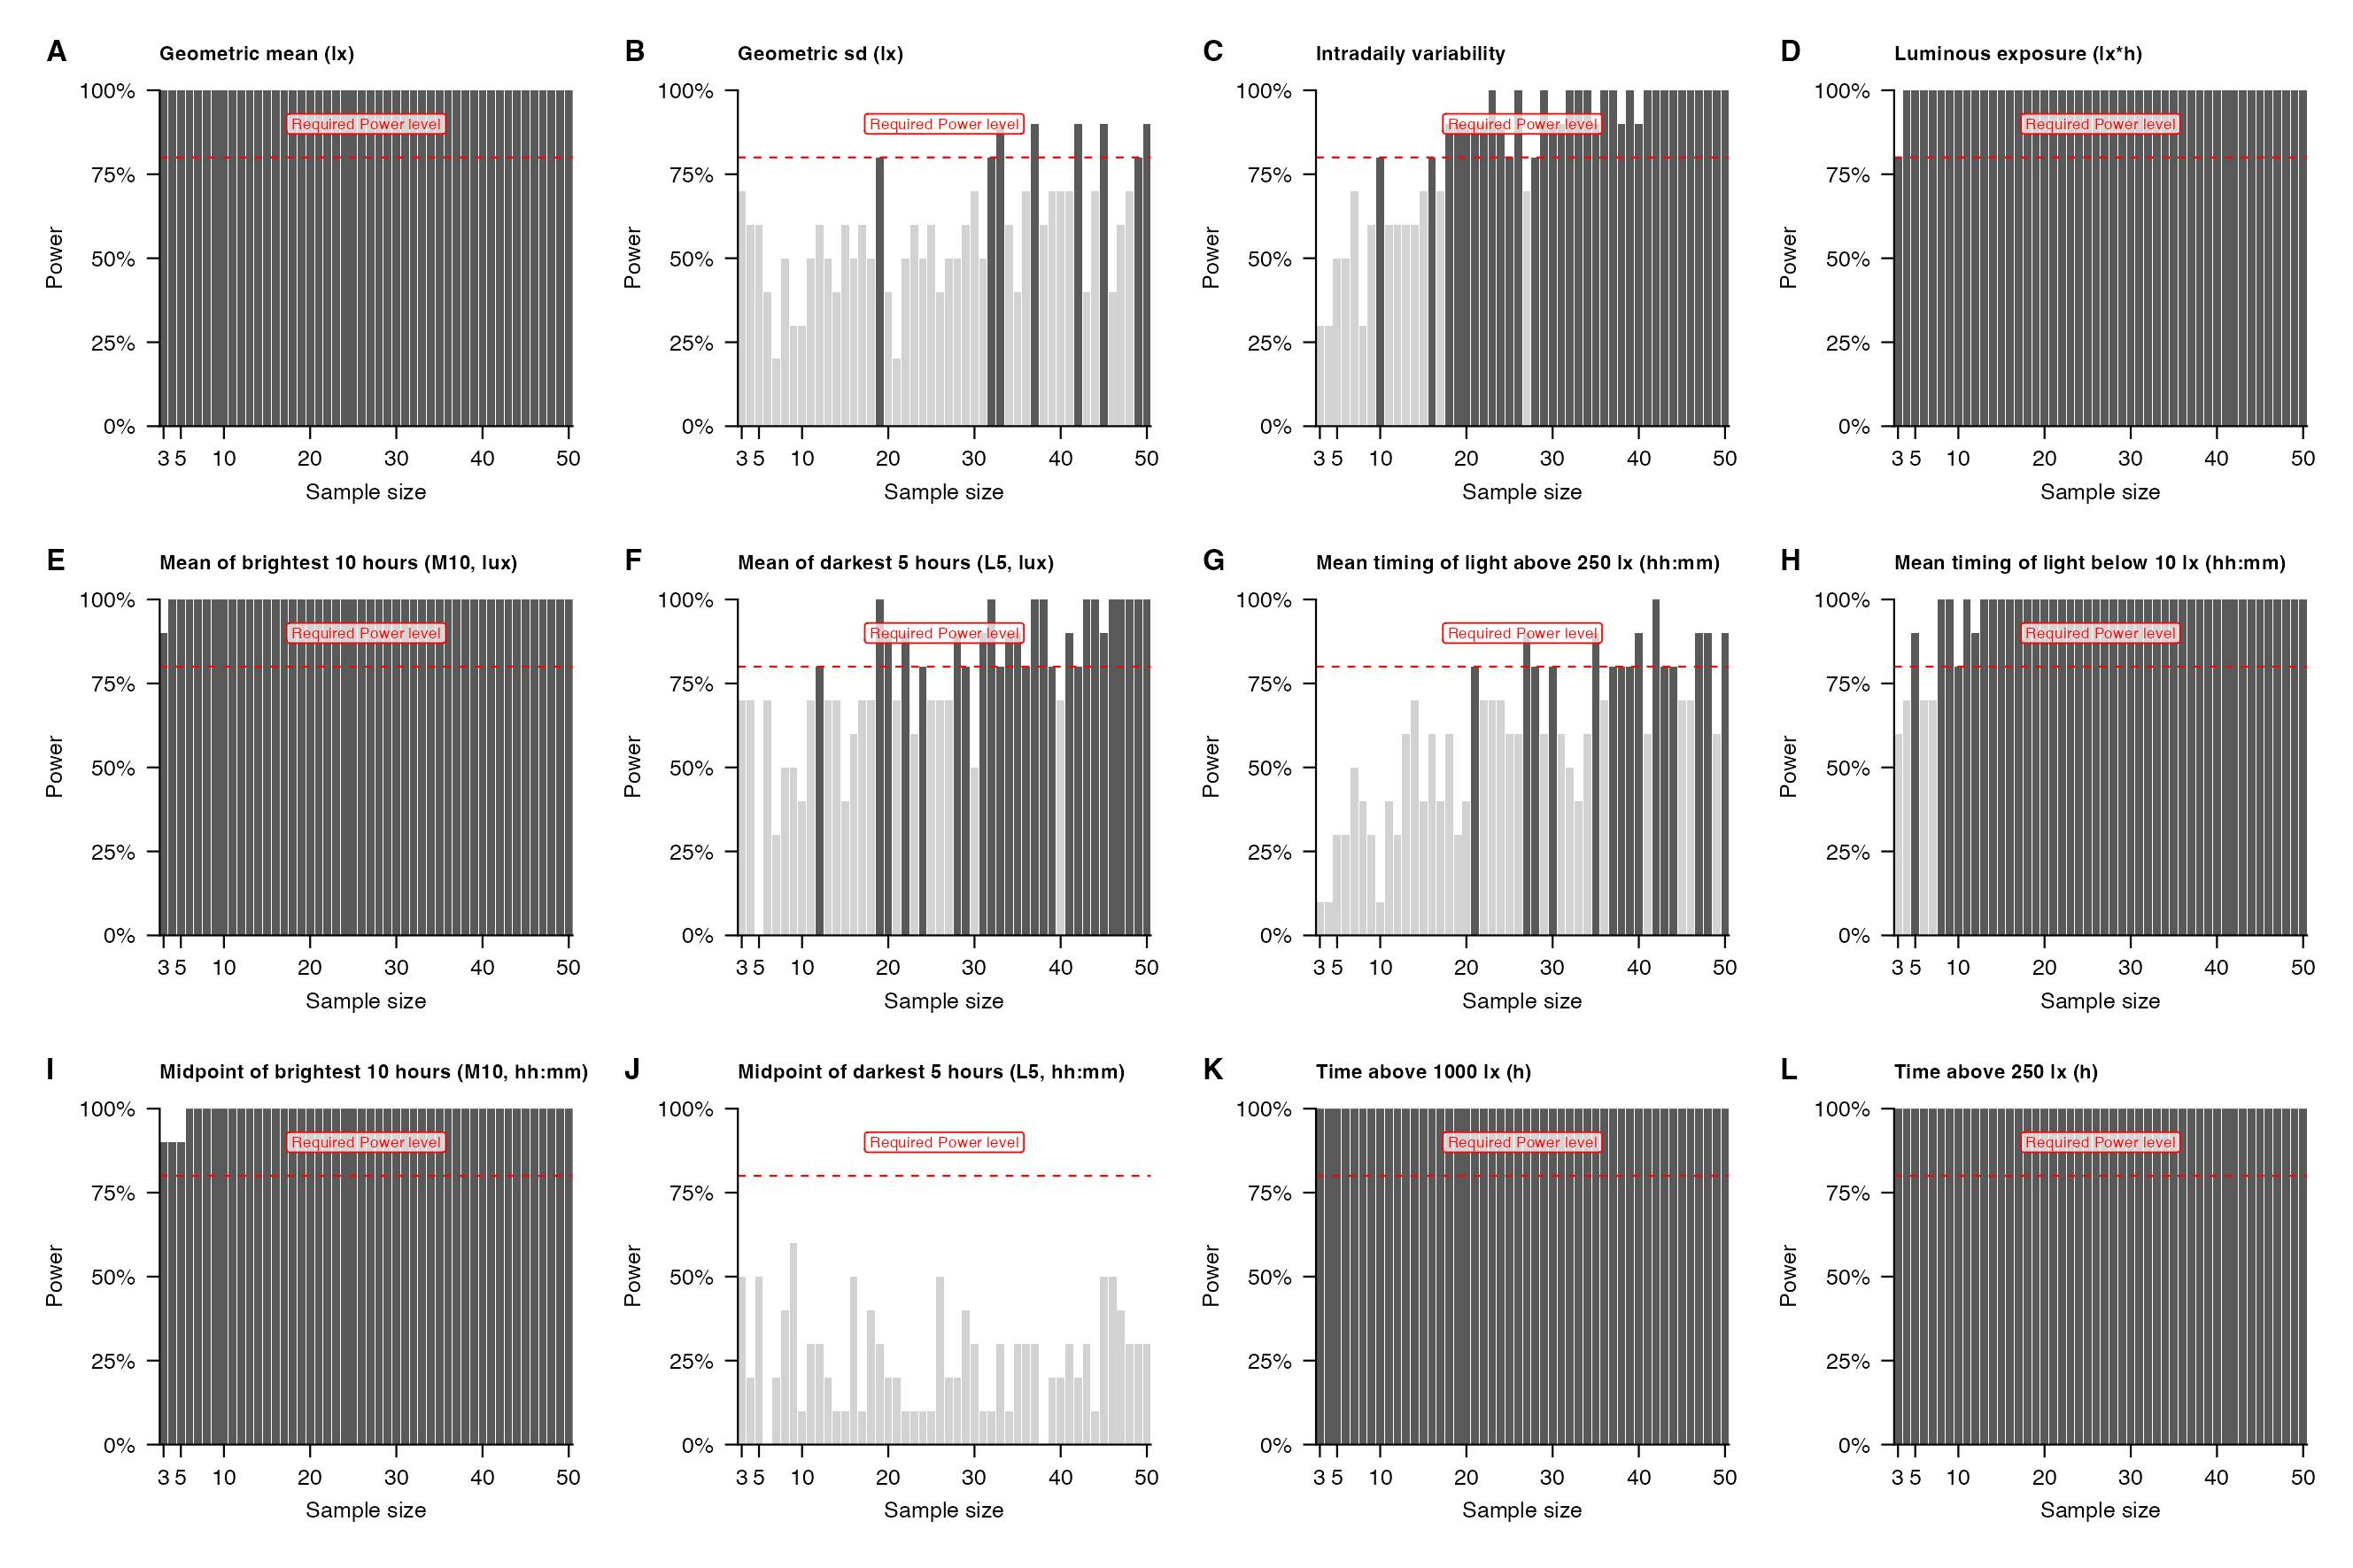 A Geometric mean (lx)
100%
75%
50%
25%
0%
Power
Required Power level
3 5 10 20 30 40 50
Sample size
B Geometric sd (lx)
100%
75%
50%
25%
0%
Power
Required Power level
3 5 10 20 30 40 50
Sample size
C Intradaily variability
100%
75%
50%
25%
0%
Power
Required Power level
3 5 10 20 30 40 50
Sample size
D Luminous exposure (lx*h)
100%
75%
50%
25%
0%
Power
Required Power level
3 5 10 20 30 40 50
Sample size
E Mean of brightest 10 hours (M10, lux)
100%
75%
50%
25%
0%
Power
Required Power level
3 5 10 20 30 40 50
Sample size
F Mean of darkest 5 hours (L5, lux)
100%
75%
50%
25%
0%
Power
Required Power level
3 5 10 20 30 40 50
Sample size
G Mean timing of light above 250 lx (hh:mm)
100%
75%
50%
25%
0%
Power
Required Power level
3 5 10 20 30 40 50
Sample size
H Mean timing of light below 10 lx (hh:mm)
100%
75%
50%
25%
0%
Power
Required Power level
3 5 10 20 30 40 50
Sample size
I Midpoint of brightest 10 hours (M10, hh:mm)
100%
75%
50%
25%
0%
Power
Required Power level
3 5 10 20 30 40 50
Sample size
J Midpoint of darkest 5 hours (L5, hh:mm)
100%
75%
50%
25%
0%
Power
Required Power level
3 5 10 20 30 40 50
Sample size
K Time above 1000 lx (h)
100%
75%
50%
25%
0%
Power
Required Power level
3 5 10 20 30 40 50
Sample size
L Time above 250 lx (h)
100%
75%
50%
25%
0%
Power
Required Power level
3 5 10 20 30 40 50
Sample size